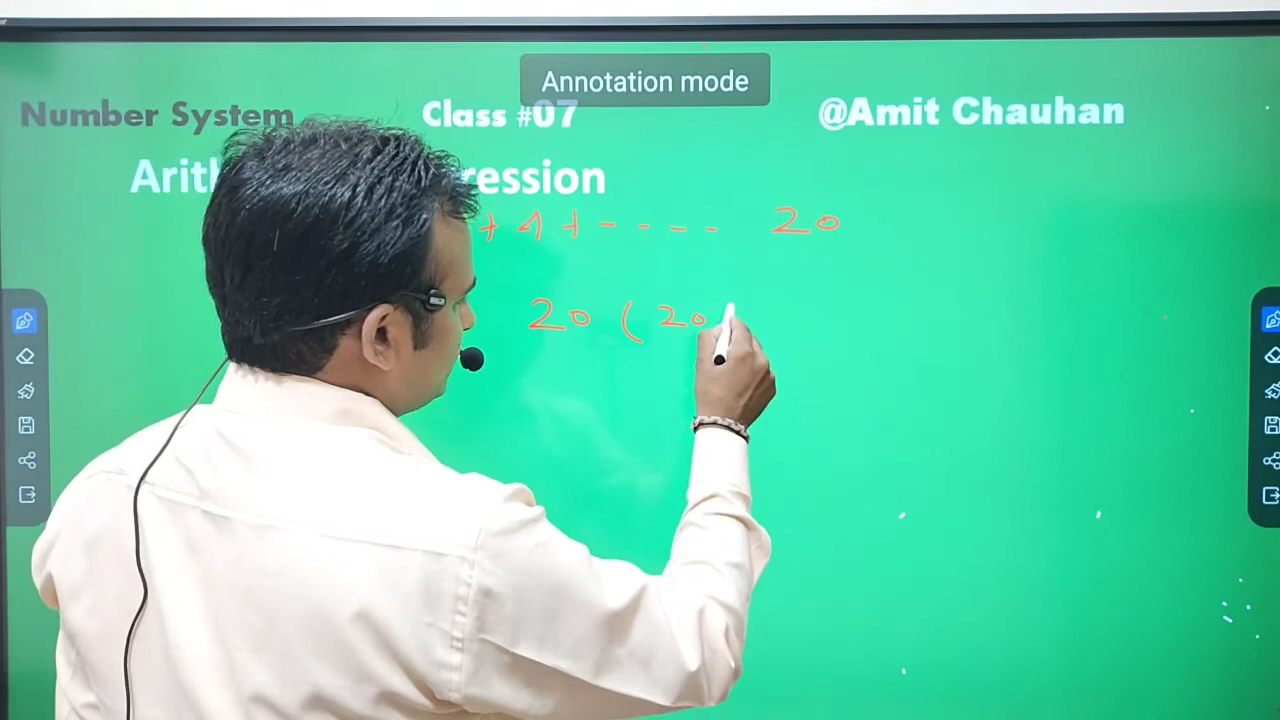 Annotation mode
Number System Class #07 @Amit Chauhan
Arith ression
+ 4 + - - - - 20
20 ( 20